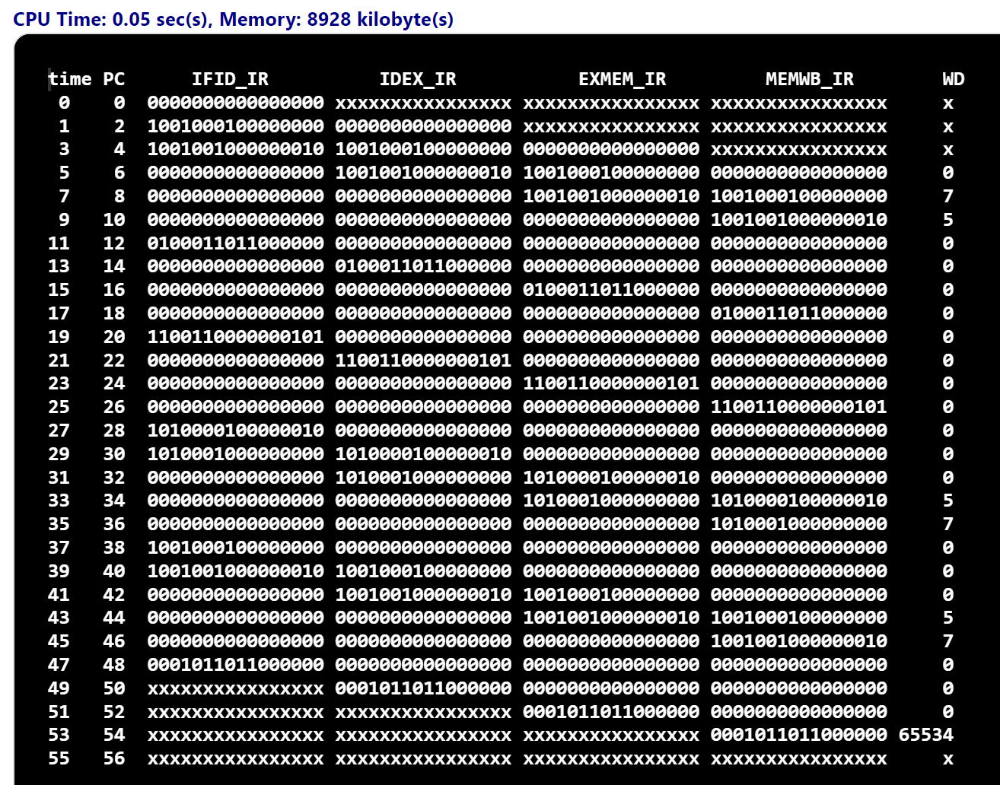 CPU Time: 0.05 sec(s), Memory: 8928 kilobyte(s)
time PC IFID_IR IDEX_IR EXMEM_IR MEMWB_IR WD
0 0 0000000000000000 xxxxxxxxxxxxxxxx xxxxxxxxxxxxxxxx xxxxxxxxxxxxxxxx x
1 2 1001000100000000 0000000000000000 xxxxxxxxxxxxxxxx xxxxxxxxxxxxxxxx x
3 4 1001001000000010 1001000100000000 0000000000000000 xxxxxxxxxxxxxxxx x
5 6 0000000000000000 1001001000000010 1001000100000000 0000000000000000 0
7 8 0000000000000000 0000000000000000 1001001000000010 1001000100000000 7
9 10 0000000000000000 0000000000000000 0000000000000000 1001001000000010 5
11 12 0100011011000000 0000000000000000 0000000000000000 0000000000000000 0
13 14 0000000000000000 0100011011000000 0000000000000000 0000000000000000 0
15 16 0000000000000000 0000000000000000 0100011011000000 0000000000000000 0
17 18 0000000000000000 0000000000000000 0000000000000000 0100011011000000 0
19 20 1100110000000101 0000000000000000 0000000000000000 0000000000000000 0
21 22 0000000000000000 1100110000000101 0000000000000000 0000000000000000 0
23 24 0000000000000000 0000000000000000 1100110000000101 0000000000000000 0
25 26 0000000000000000 0000000000000000 0000000000000000 1100110000000101 0
27 28 1010000100000010 0000000000000000 0000000000000000 0000000000000000 0
29 30 1010001000000000 1010000100000010 0000000000000000 0000000000000000 0
31 32 0000000000000000 1010001000000000 1010000100000010 0000000000000000 0
33 34 0000000000000000 0000000000000000 1010001000000000 1010000100000010 5
35 36 0000000000000000 0000000000000000 0000000000000000 1010001000000000 7
37 38 1001000100000000 0000000000000000 0000000000000000 0000000000000000 0
39 40 1001001000000010 1001000100000000 0000000000000000 0000000000000000 0
41 42 0000000000000000 1001001000000010 1001000100000000 0000000000000000 0
43 44 0000000000000000 0000000000000000 1001001000000010 1001000100000000 5
45 46 0000000000000000 0000000000000000 0000000000000000 1001001000000010 7
47 48 0001011011000000 0000000000000000 0000000000000000 0000000000000000 0
49 50 xxxxxxxxxxxxxxxx 0001011011000000 0000000000000000 0000000000000000 0
51 52 xxxxxxxxxxxxxxxx xxxxxxxxxxxxxxxx 0001011011000000 0000000000000000 0
53 54 xxxxxxxxxxxxxxxx xxxxxxxxxxxxxxxx xxxxxxxxxxxxxxxx 0001011011000000 65534
55 56 xxxxxxxxxxxxxxxx xxxxxxxxxxxxxxxx xxxxxxxxxxxxxxxx xxxxxxxxxxxxxxxx x